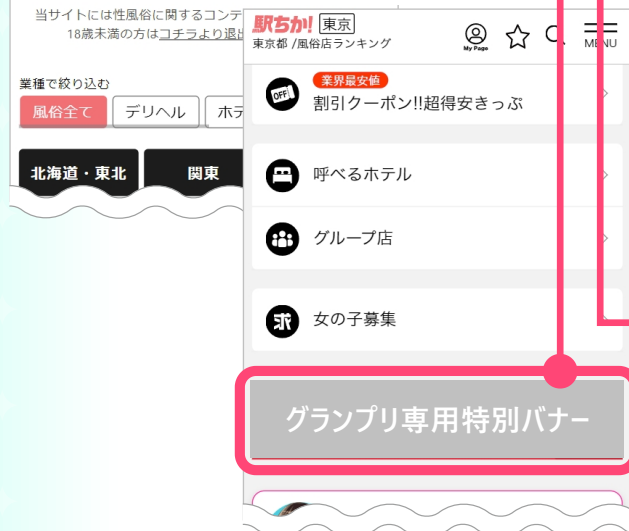 当サイトには性風俗に関するコンテ
18歳未満の方はコチラより退出
業種で絞り込む
風俗全て
デリヘル
ホテ
北海道・東北
関東
駅ちか! 東京
東京都 /風俗店ランキング
My Page
MENU
業界最安値
OFF
割引クーポン!!超得安きっぷ
呼べるホテル
グループ店
求
女の子募集
グランプリ専用特別バナー